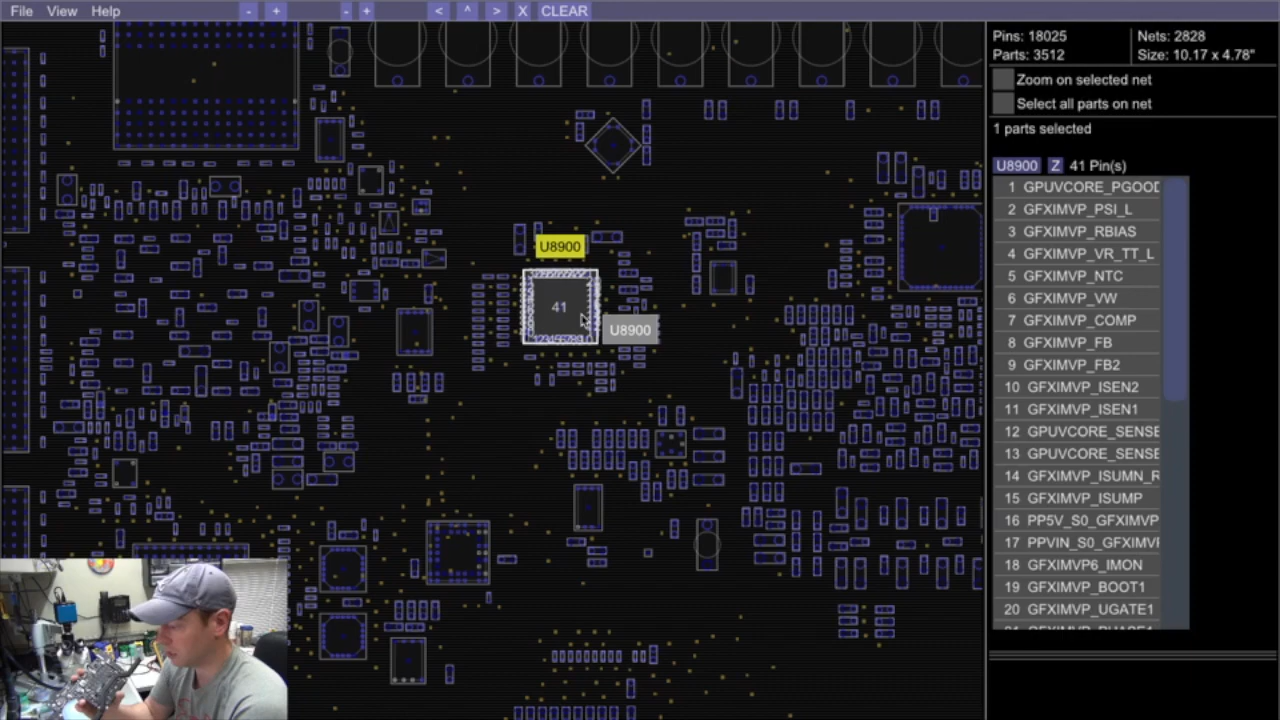 File View Help - + - + < ^ > X CLEAR
Pins: 18025 Nets: 2828
Parts: 3512 Size: 10.17 x 4.78"
Zoom on selected net
Select all parts on net
1 parts selected
U8900 Z 41 Pin(s)
1 GPUVCORE_PGOOD
2 GFXIMVP_PSI_L
3 GFXIMVP_RBIAS
4 GFXIMVP_VR_TT_L
5 GFXIMVP_NTC
6 GFXIMVP_VW
7 GFXIMVP_COMP
8 GFXIMVP_FB
9 GFXIMVP_FB2
10 GFXIMVP_ISEN2
11 GFXIMVP_ISEN1
12 GPUVCORE_SENSE
13 GPUVCORE_SENSE
14 GFXIMVP_ISUMN_R
15 GFXIMVP_ISUMP
16 PP5V_S0_GFXIMVP
17 PPVIN_S0_GFXIMVP
18 GFXIMVP6_IMON
19 GFXIMVP_BOOT1
20 GFXIMVP_UGATE1
U8900
41
U8900